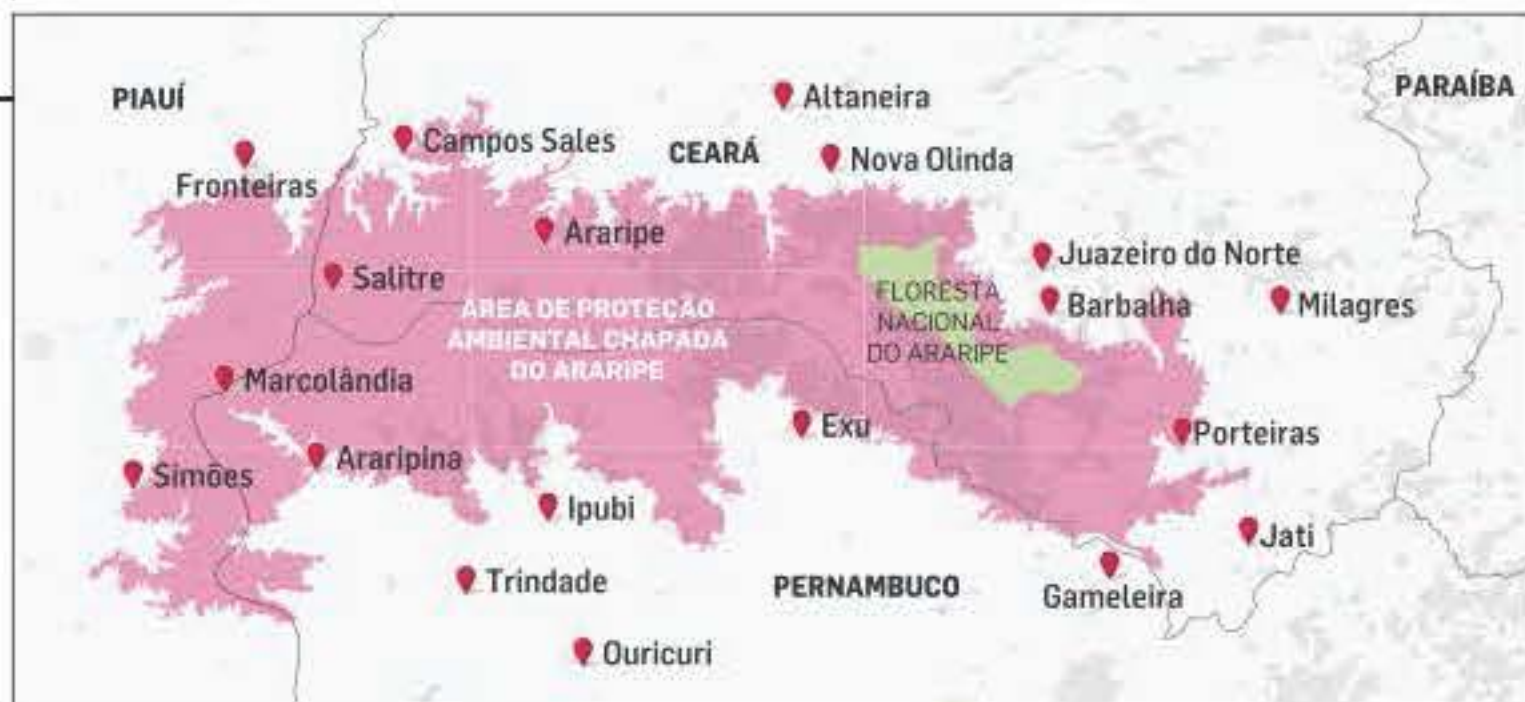 PIAUÍ
PARAÍBA
Altaneira
Campos Sales
CEARÁ
Nova Olinda
Fronteiras
Araripe
Juazeiro do Norte
Salitre
Barbalha
Milagres
ÁREA DE PROTEÇÃO
AMBIENTAL CHAPADA
DO ARARIPE
FLORESTA
NACIONAL
DO ARARIPE
Marcolândia
Exu
Porteiras
Araripina
Simões
Ipubi
Jati
Trindade
PERNAMBUCO
Gameleira
Ouricuri